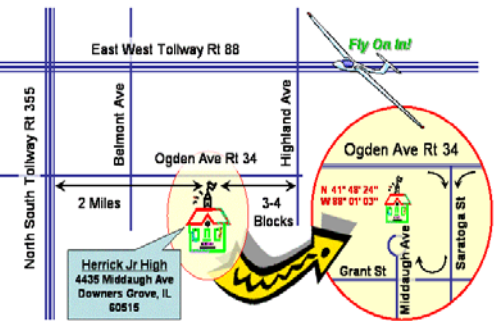 Fly On In!
East West Tollway Rt 88
North South Tollway Rt 355
Belmont Ave
Highland Ave
Ogden Ave Rt 34
2 Miles
3-4
Blocks
Herrick Jr High
4435 Middaugh Ave
Downers Grove, IL
60515
Ogden Ave Rt 34
N 41° 48' 24"
W 88° 01' 03"
Middaugh Ave
Saratoga St
Grant St